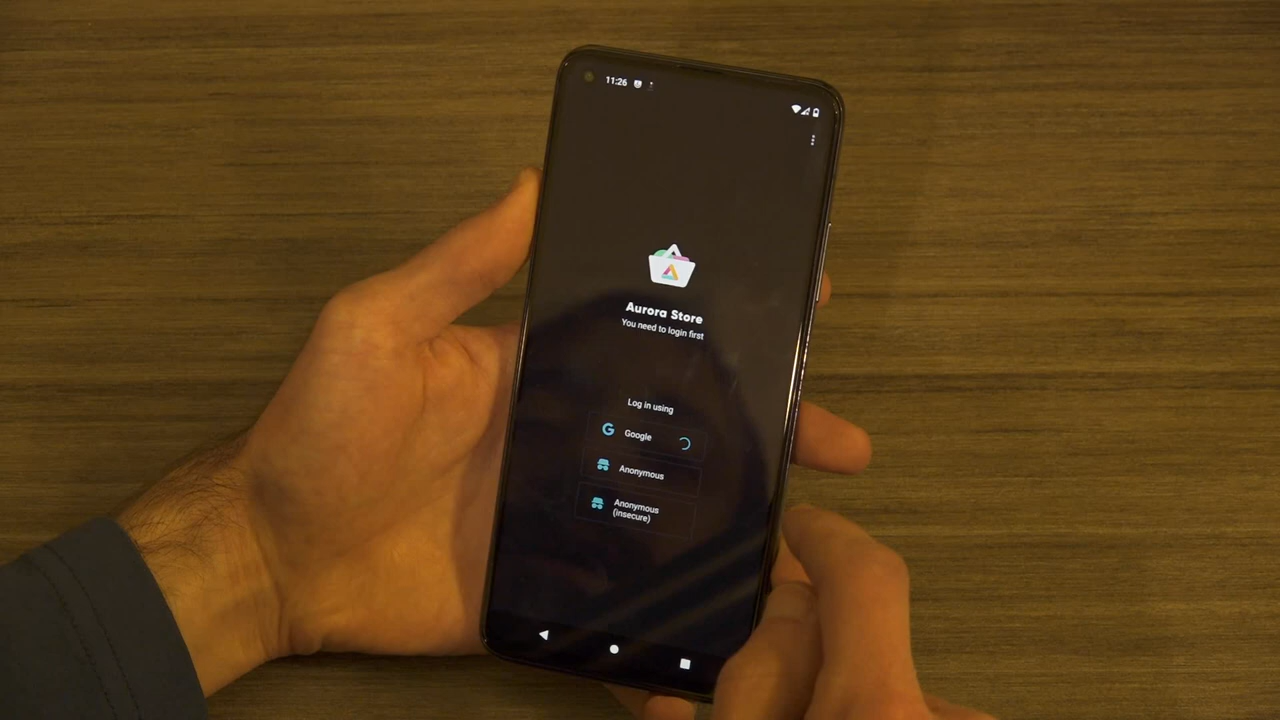 11:26
Aurora Store
You need to login first
Log in using
Google
Anonymous
Anonymous
(insecure)